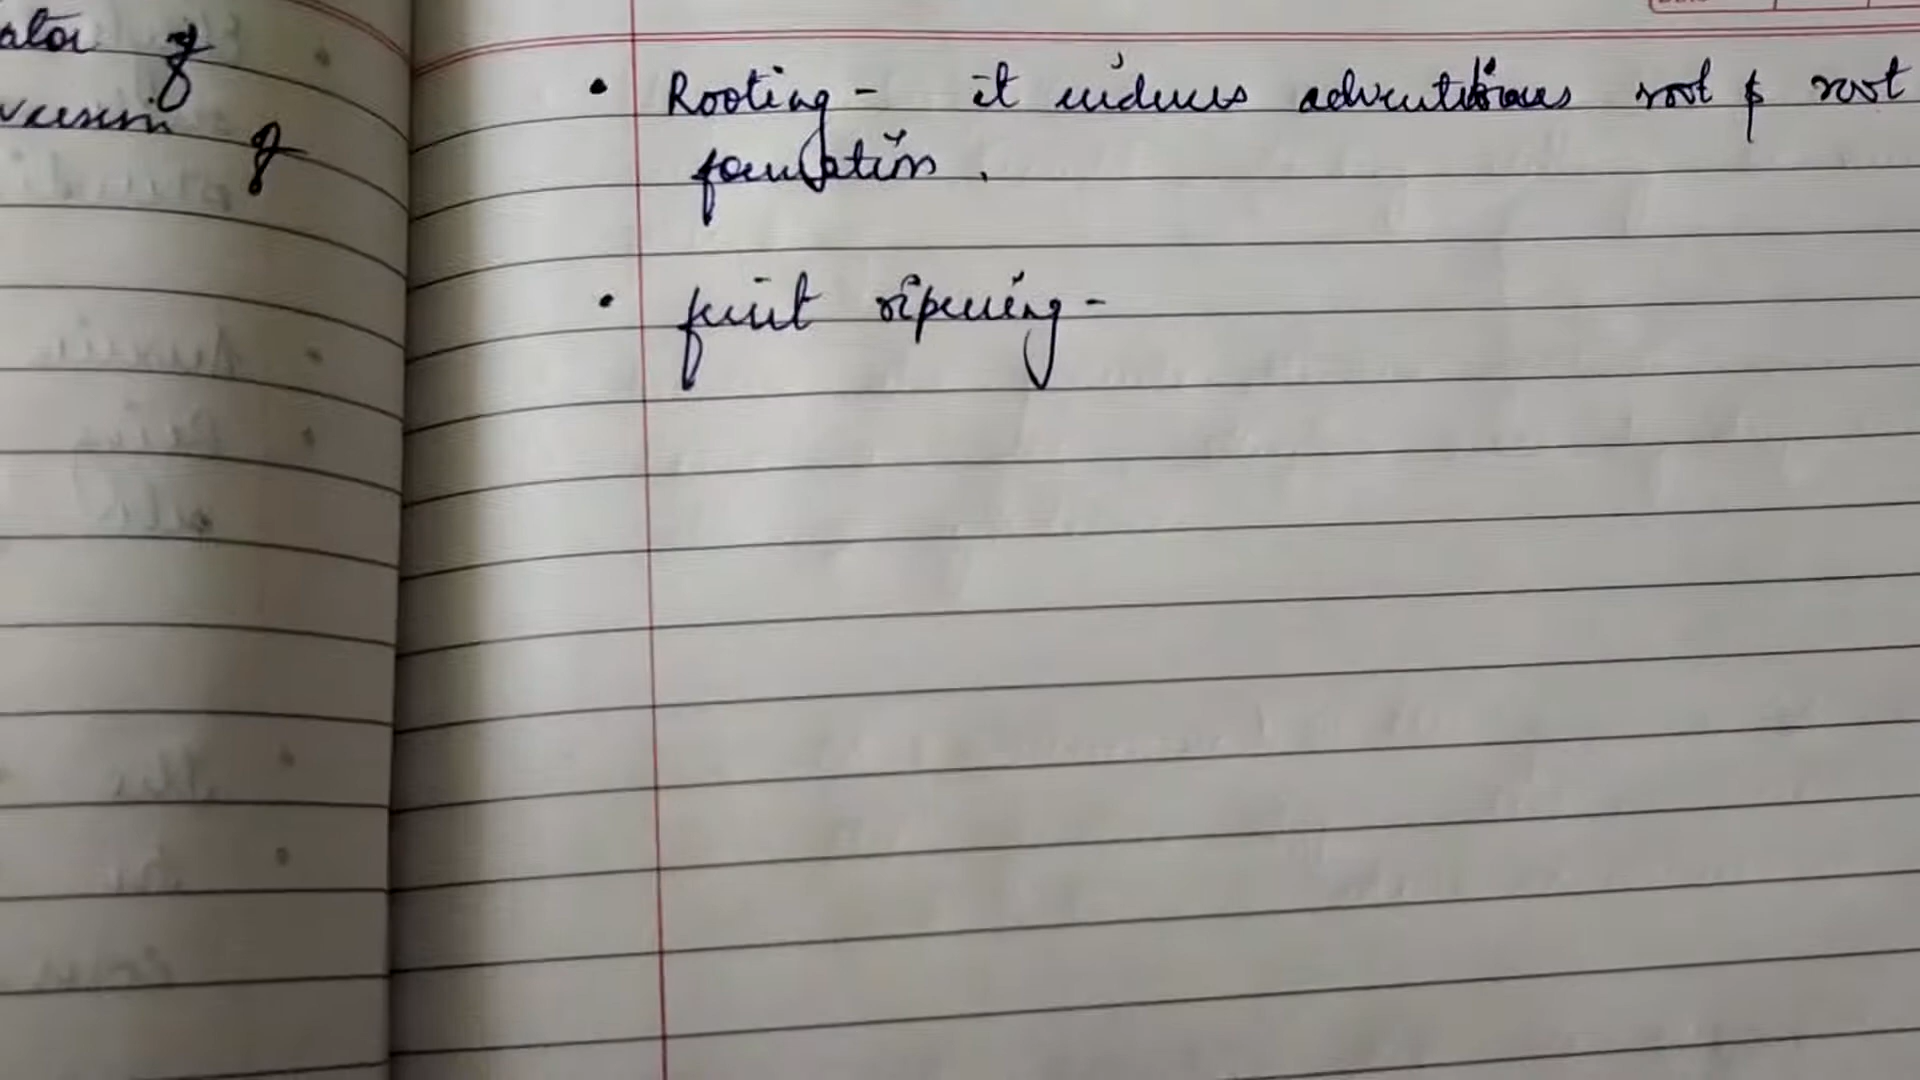 • Rooting - it induces adventitious root & root
formation.
• fruit ripening -